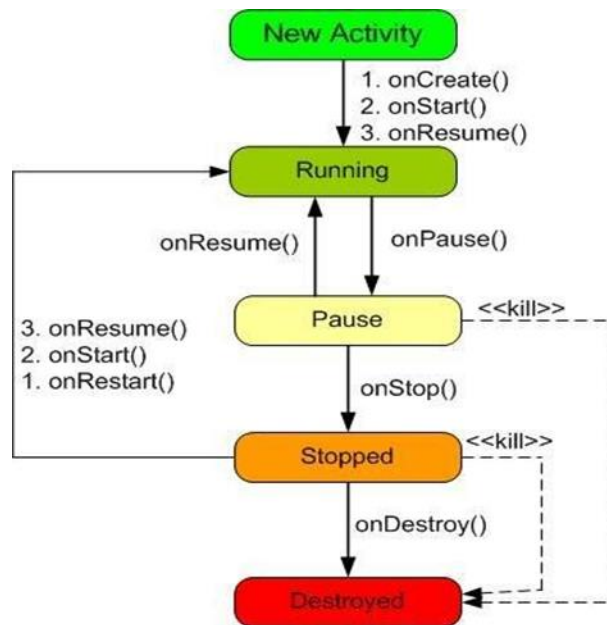 New Activity
1. onCreate()
2. onStart()
3. onResume()
Running
onResume()
onPause()
Pause
<<kill>>
3. onResume()
2. onStart()
1. onRestart()
onStop()
Stopped
<<kill>>
onDestroy()
Destroyed